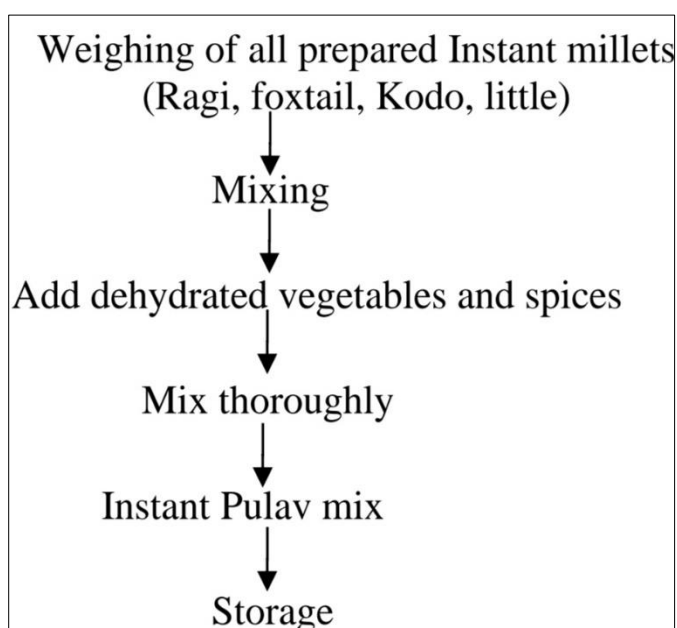 Weighing of all prepared Instant millets
(Ragi, foxtail, Kodo, little)
Mixing
Add dehydrated vegetables and spices
Mix thoroughly
Instant Pulav mix
Storage